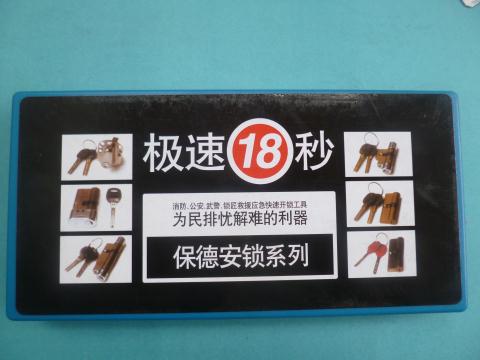 极速18秒
消防、公安、武警、锁匠救援应急快速开锁工具
为民排忧解难的利器
保德安锁系列